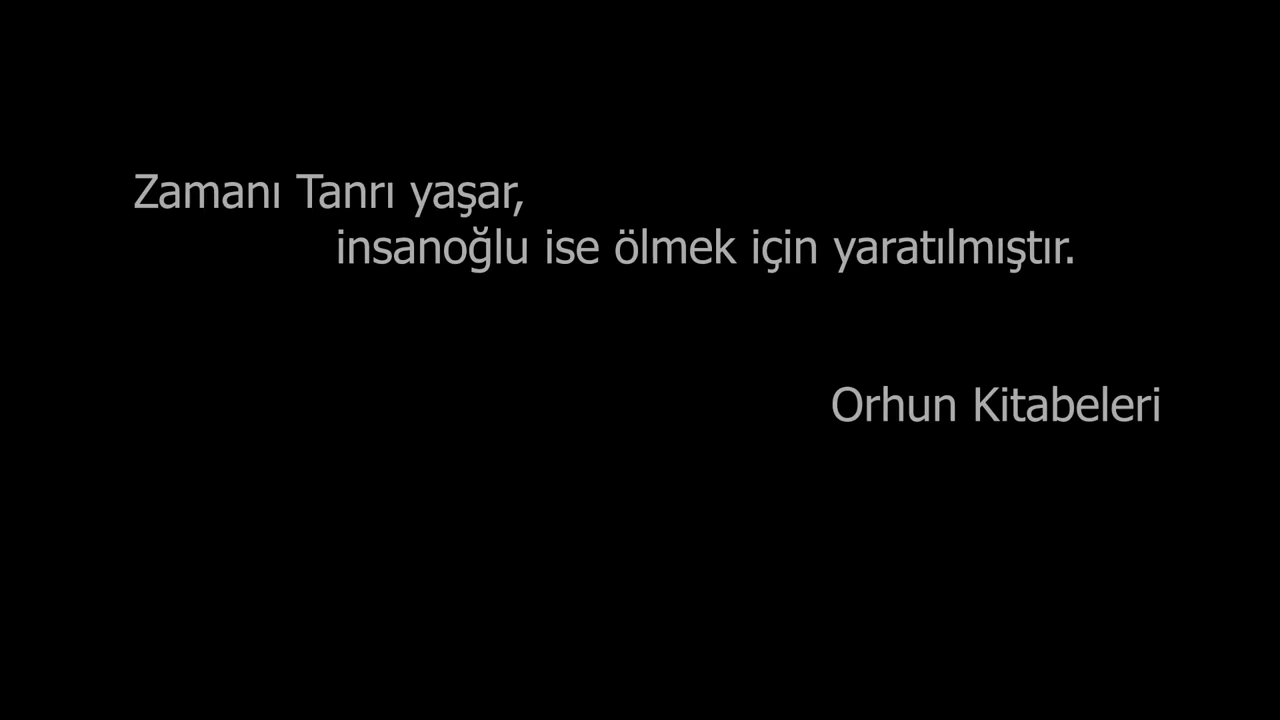 Zamanı Tanrı yaşar,
insanoğlu ise ölmek için yaratılmıştır.
Orhun Kitabeleri